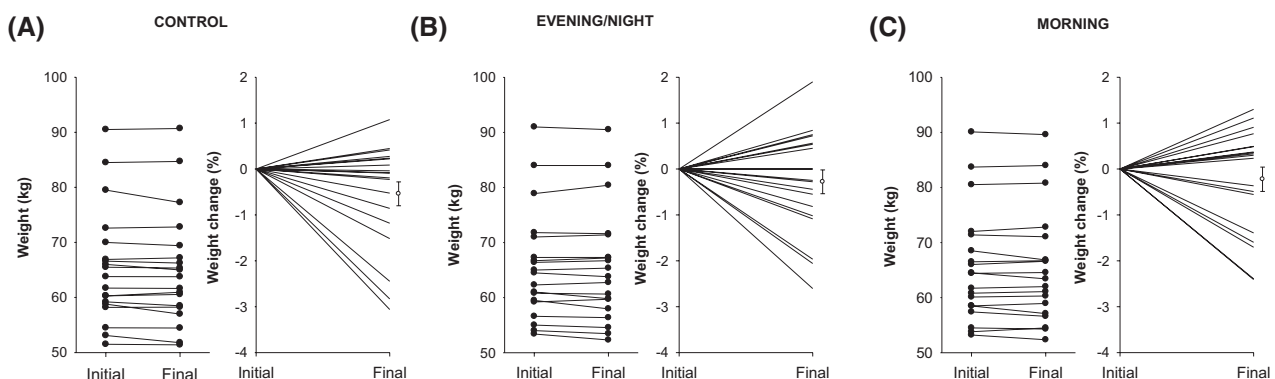 (A)
CONTROL
100
90
80
70
60
50
Weight (kg)
Initial
Final
2
1
0
-1
-2
-3
-4
Weight change (%)
Initial
Final
(B)
EVENING/NIGHT
100
90
80
70
60
50
Weight (kg)
Initial
Final
2
1
0
-1
-2
-3
-4
Weight change (%)
Initial
Final
(C)
MORNING
100
90
80
70
60
50
Weight (kg)
Initial
Final
2
1
0
-1
-2
-3
-4
Weight change (%)
Initial
Final